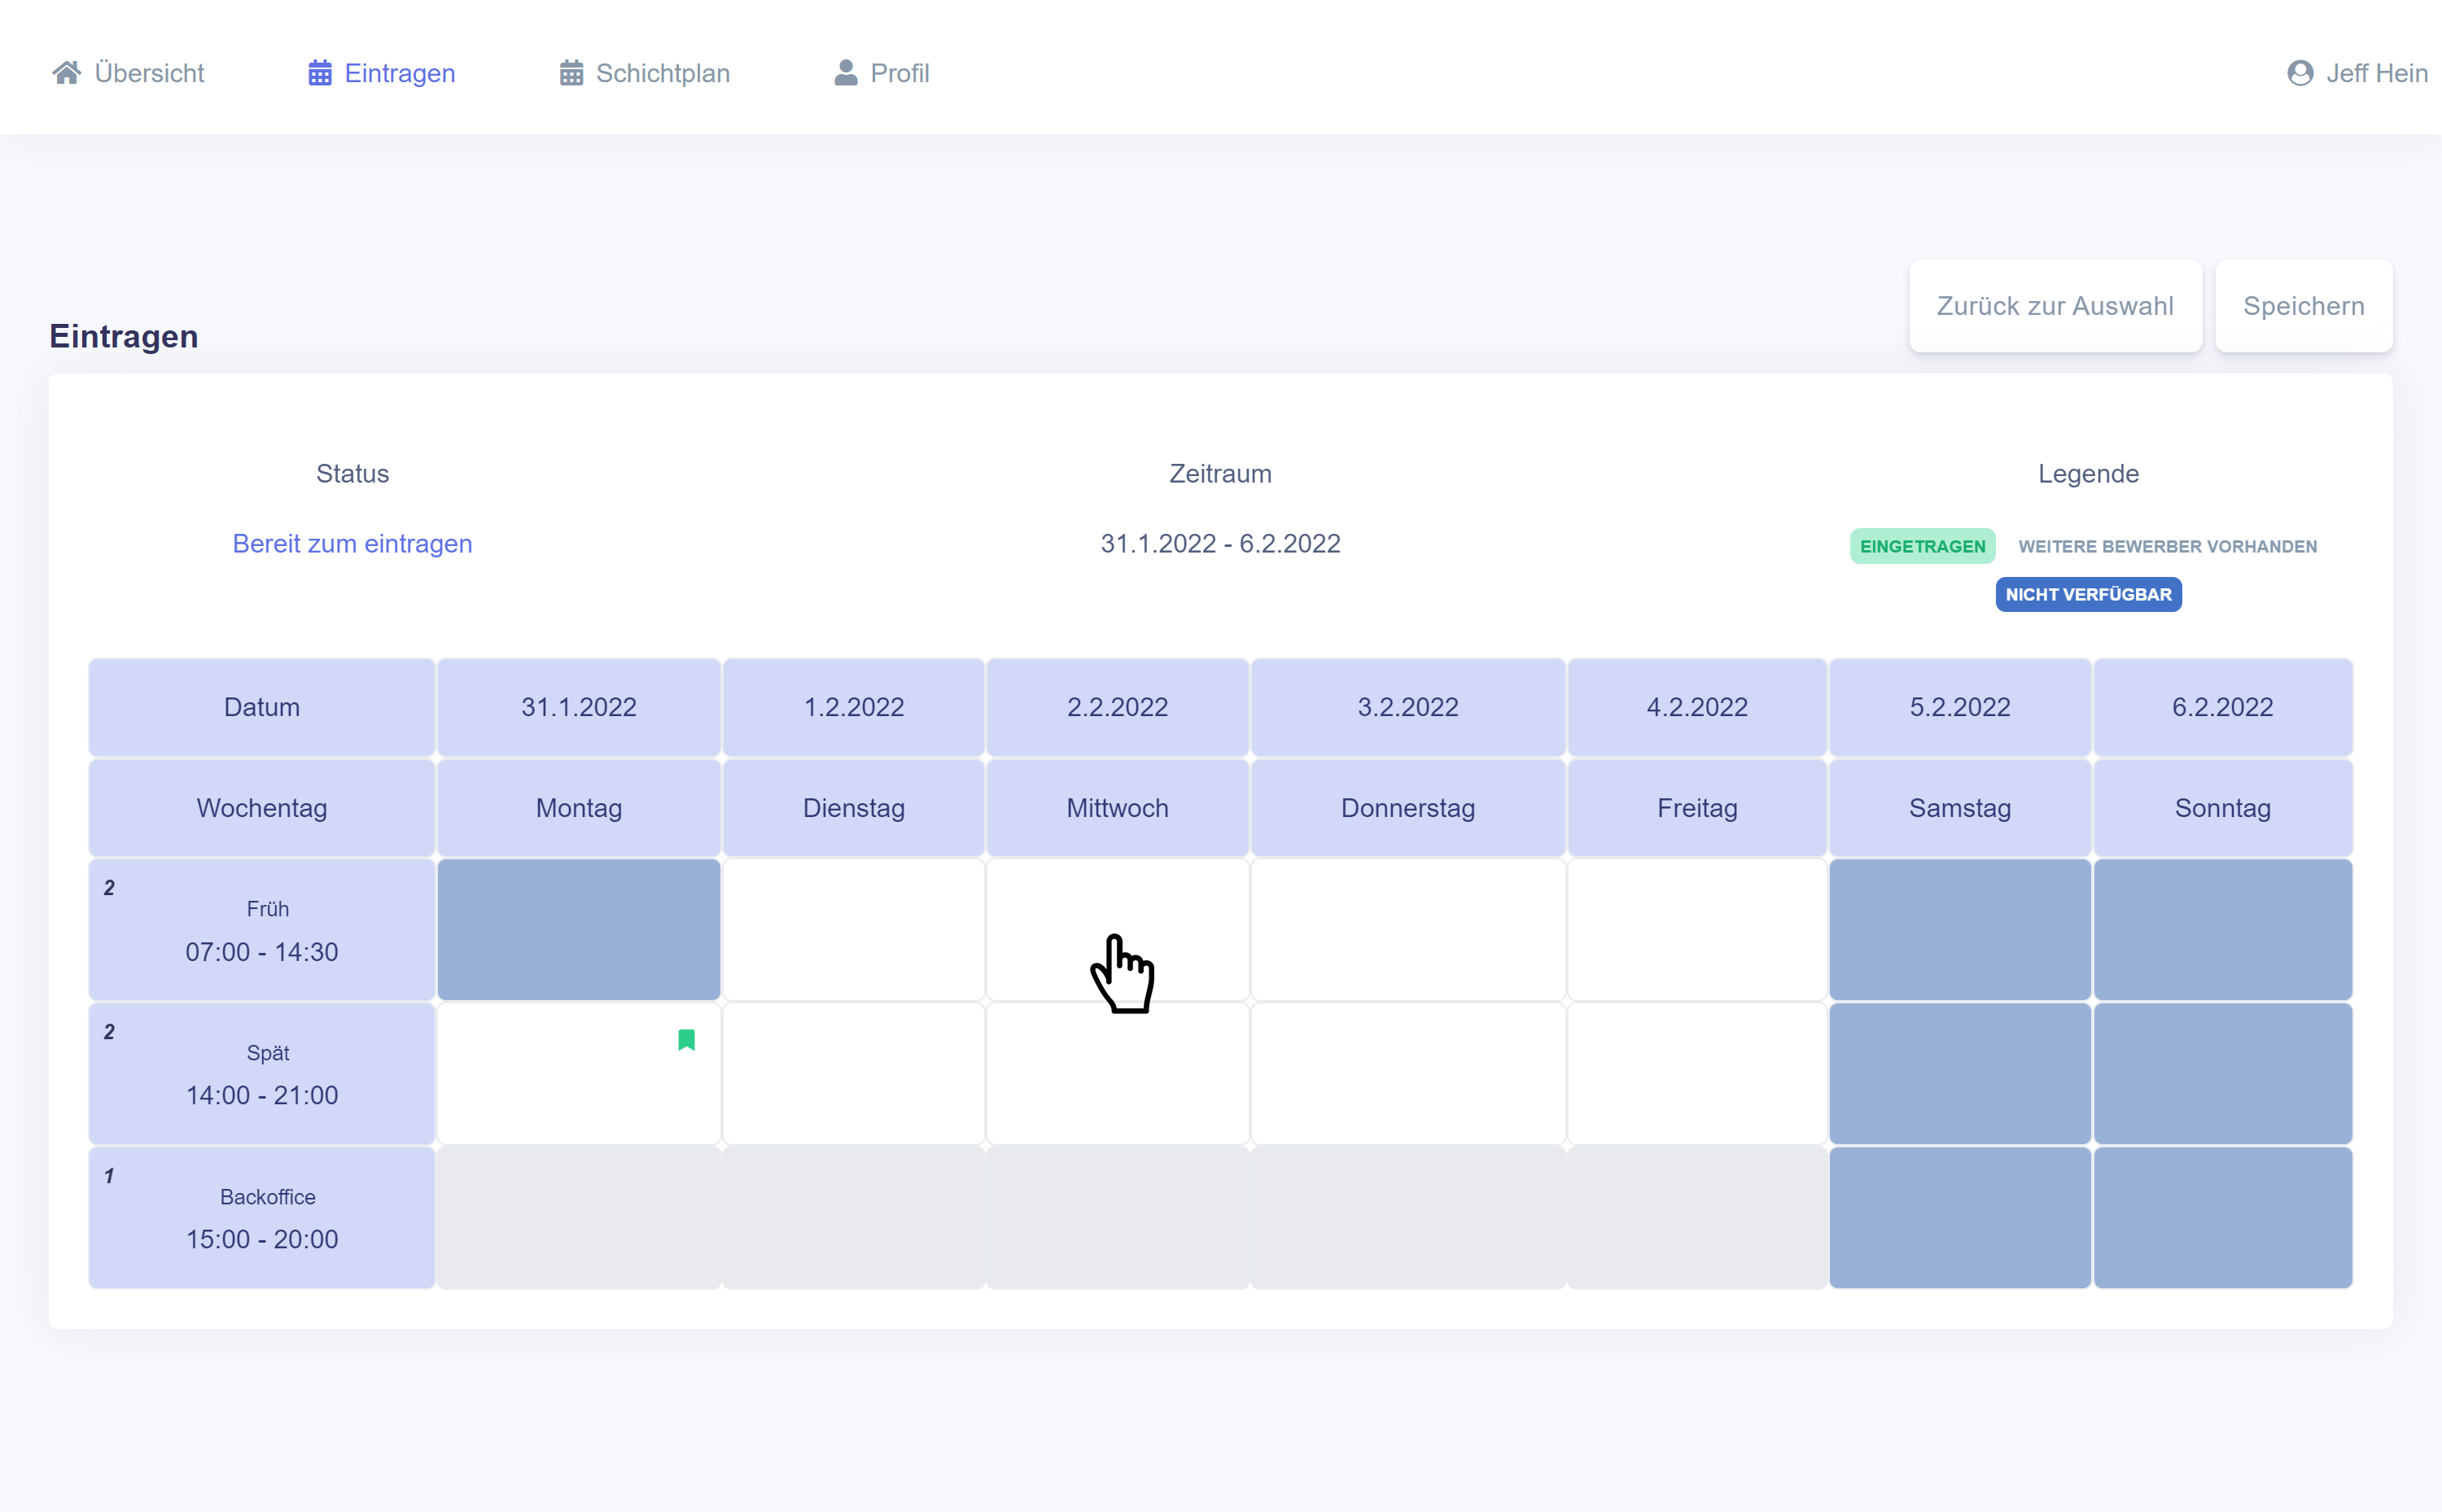 Übersicht Eintragen Schichtplan Profil Jeff Hein
Zurück zur Auswahl Speichern
Eintragen
Status Zeitraum Legende
Bereit zum eintragen 31.1.2022 - 6.2.2022 EINGETRAGEN WEITERE BEWERBER VORHANDEN
NICHT VERFÜGBAR
Datum 31.1.2022 1.2.2022 2.2.2022 3.2.2022 4.2.2022 5.2.2022 6.2.2022
Wochentag Montag Dienstag Mittwoch Donnerstag Freitag Samstag Sonntag
2
Früh
07:00 - 14:30
2
Spät
14:00 - 21:00
1
Backoffice
15:00 - 20:00